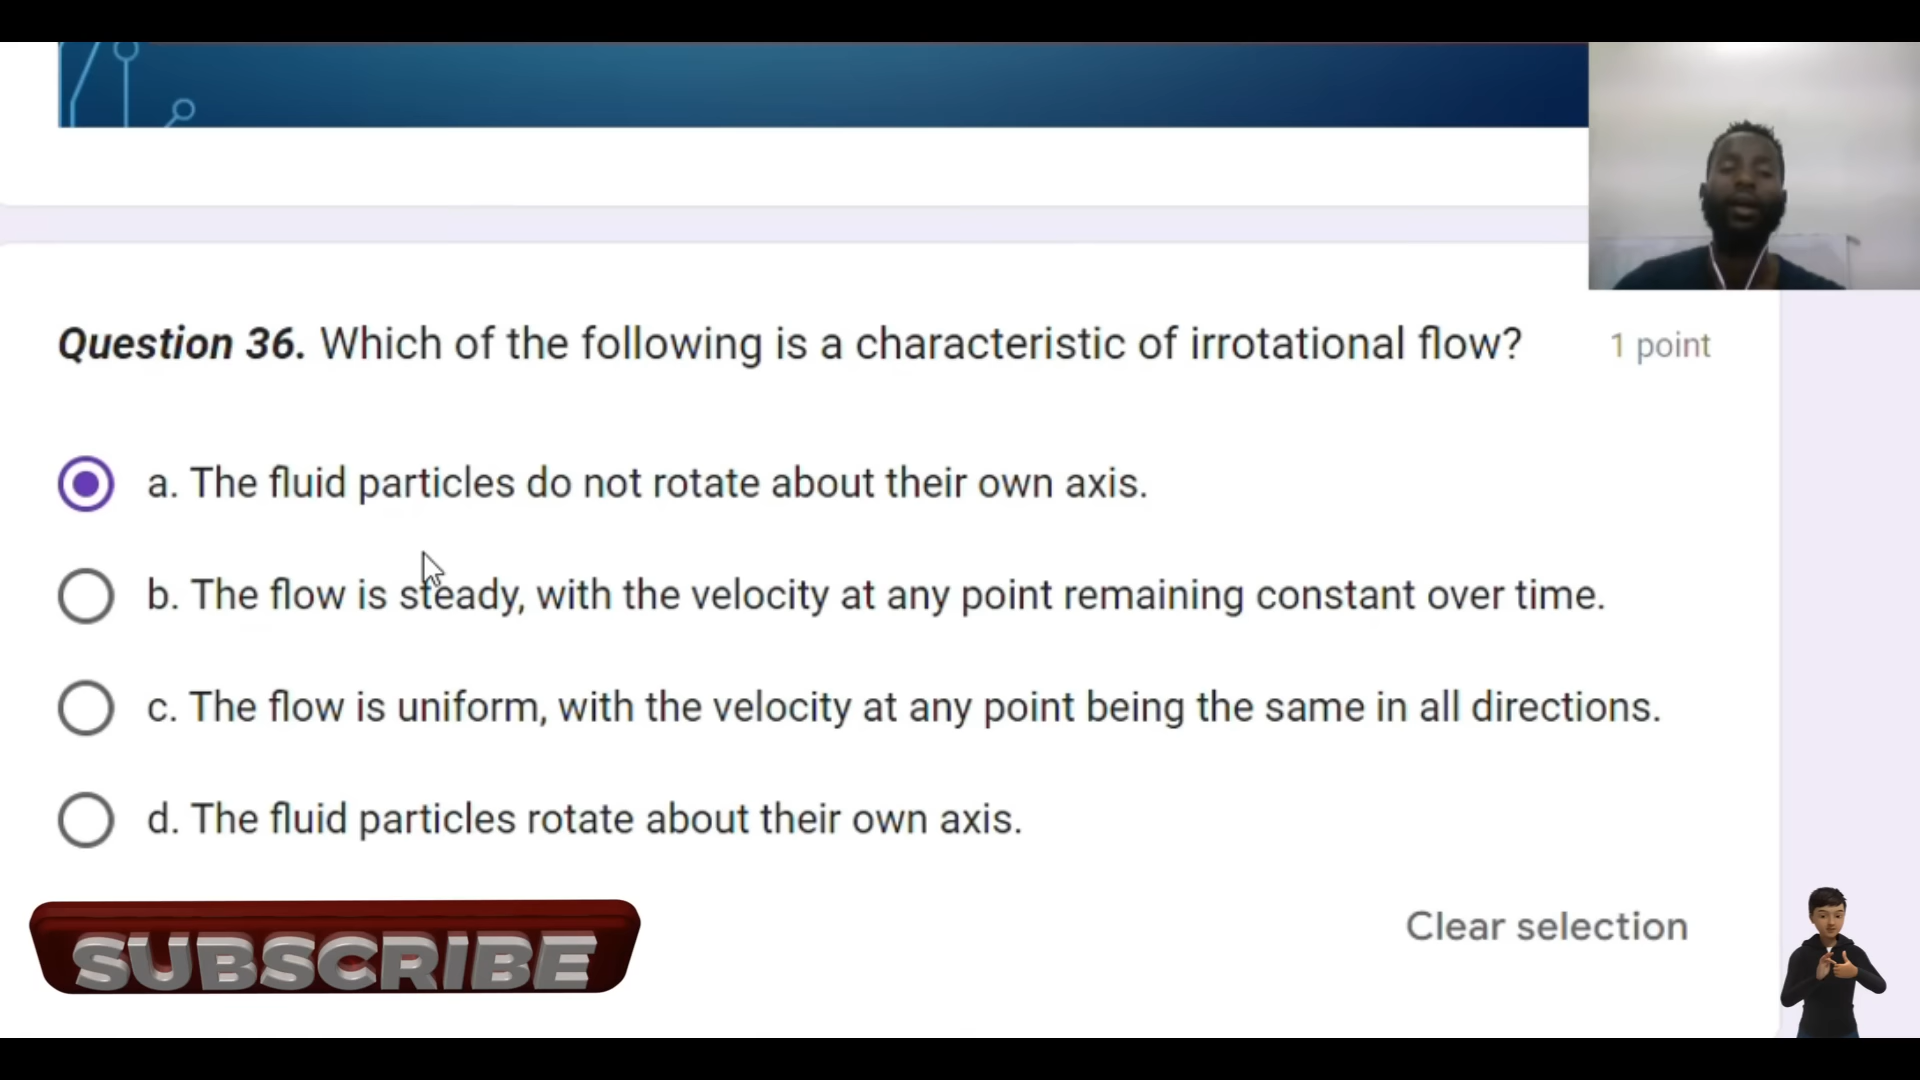 Question 36. Which of the following is a characteristic of irrotational flow?
1 point
a. The fluid particles do not rotate about their own axis.
b. The flow is steady, with the velocity at any point remaining constant over time.
c. The flow is uniform, with the velocity at any point being the same in all directions.
d. The fluid particles rotate about their own axis.
SUBSCRIBE
Clear selection